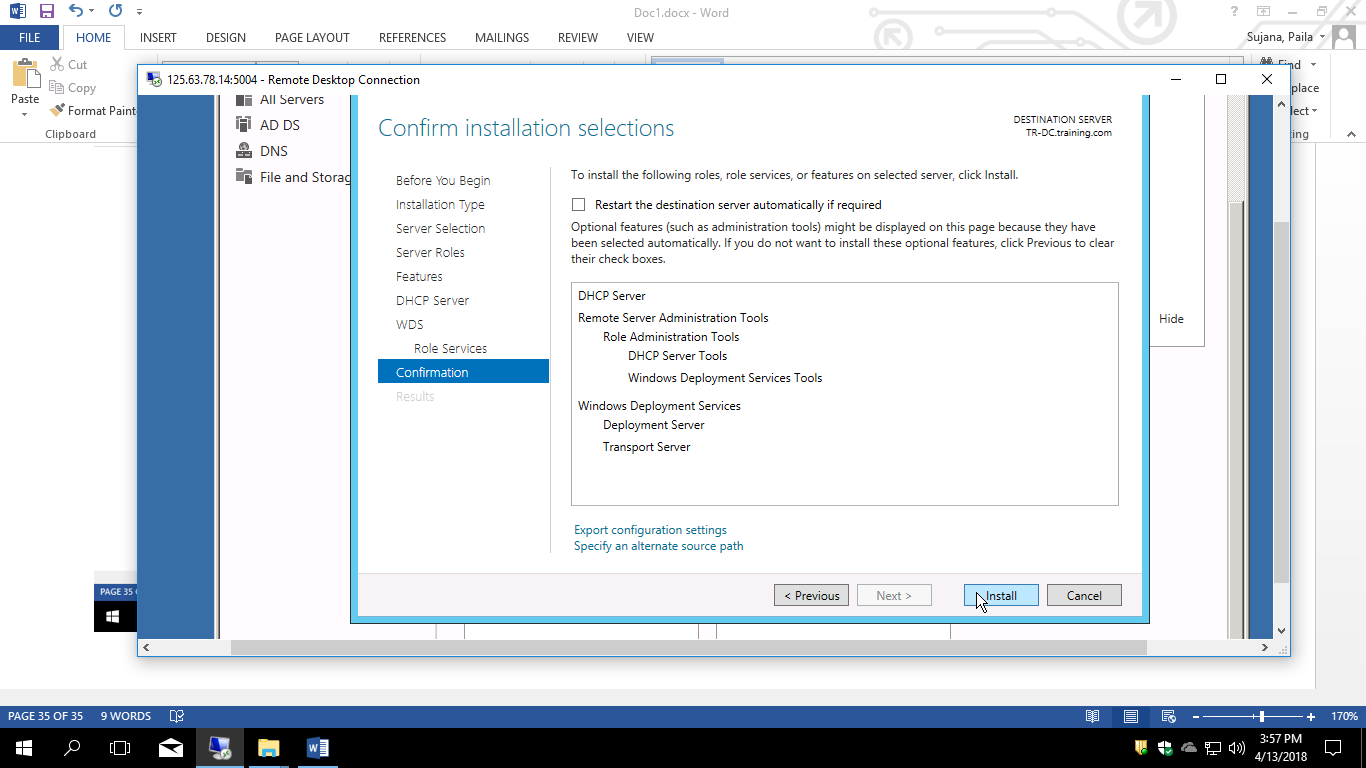 Doc1.docx - Word
FILE
HOME
INSERT
DESIGN
PAGE LAYOUT
REFERENCES
MAILINGS
REVIEW
VIEW
Sujana, Paila
Cut
Copy
Paste
Format Paint
Clipboard
Find
place
lect
ing
125.63.78.14:5004 - Remote Desktop Connection
All Servers
AD DS
DNS
File and Storag
Confirm installation selections
DESTINATION SERVER
TR-DC.training.com
Before You Begin
Installation Type
Server Selection
Server Roles
Features
DHCP Server
WDS
Role Services
Confirmation
Results
To install the following roles, role services, or features on selected server, click Install.
Restart the destination server automatically if required
Optional features (such as administration tools) might be displayed on this page because they have
been selected automatically. If you do not want to install these optional features, click Previous to clear
their check boxes.
DHCP Server
Remote Server Administration Tools
Role Administration Tools
DHCP Server Tools
Windows Deployment Services Tools
Windows Deployment Services
Deployment Server
Transport Server
Export configuration settings
Specify an alternate source path
Hide
< Previous
Next >
Install
Cancel
PAGE 35
PAGE 35 OF 35
9 WORDS
170%
3:57 PM
4/13/2018